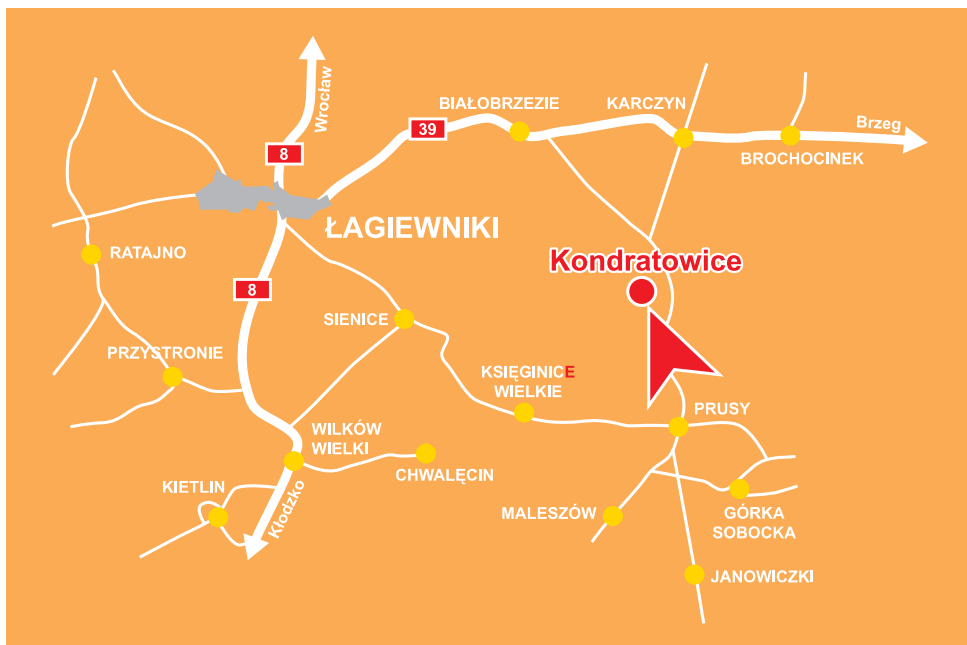 Wrocław
BIAŁOBRZEZIE
KARCZYN
39
Brzeg
8
BROCHOCINEK
ŁAGIEWNIKI
RATAJNO
Kondratowice
8
SIENICE
PRZYSTRONIE
KSIĘGINICE
WIELKIE
PRUSY
WILKÓW
WIELKI
CHWALĘCIN
KIETLIN
Kłodzko
MALESZÓW
GÓRKA
SOBOCKA
JANOWICZKI